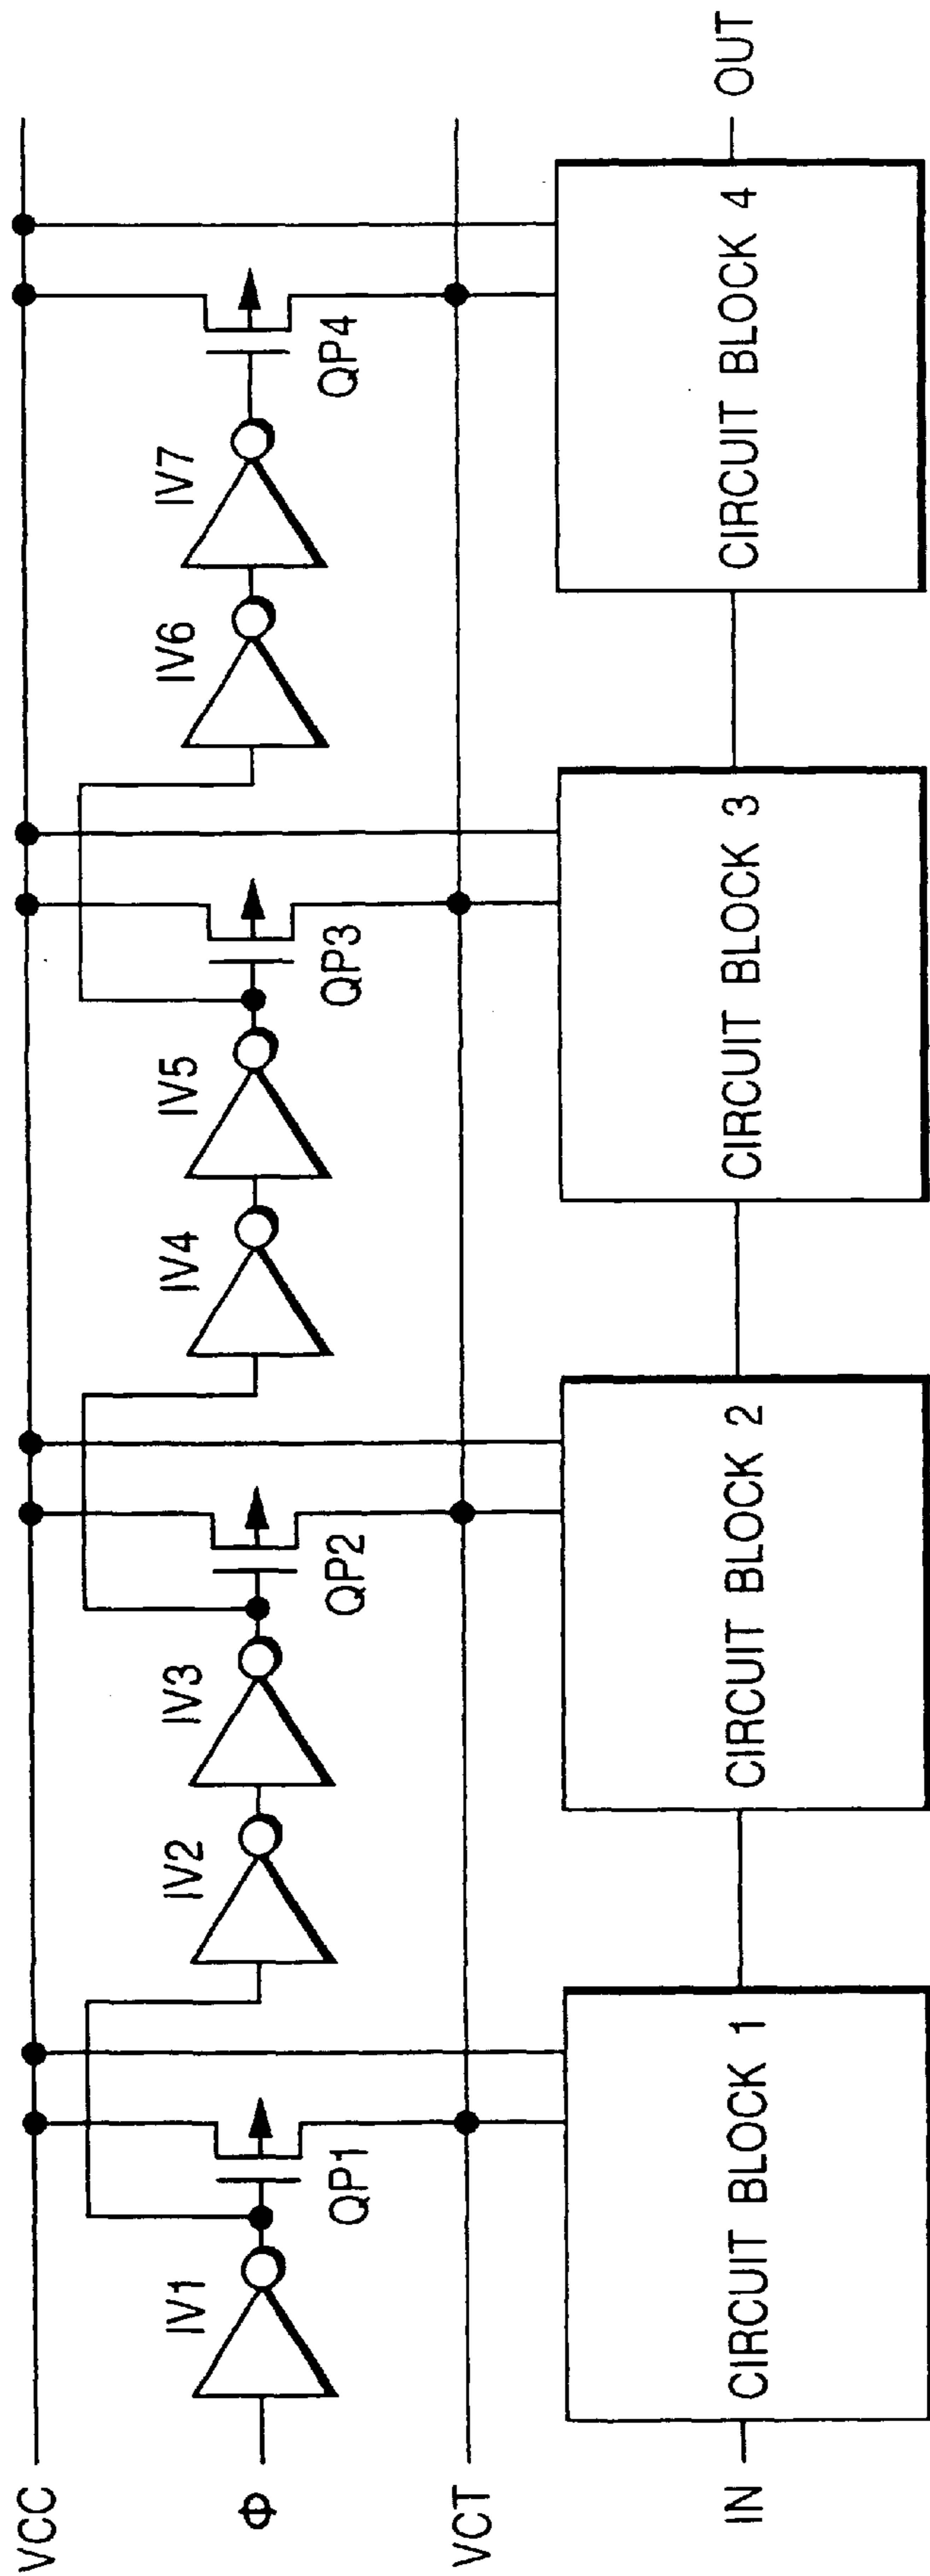 VCC
Φ
VCT
IN
IV1
QP1
IV2
IV3
QP2
IV4
IV5
QP3
IV6
IV7
QP4
CIRCUIT BLOCK 1
CIRCUIT BLOCK 2
CIRCUIT BLOCK 3
CIRCUIT BLOCK 4
OUT